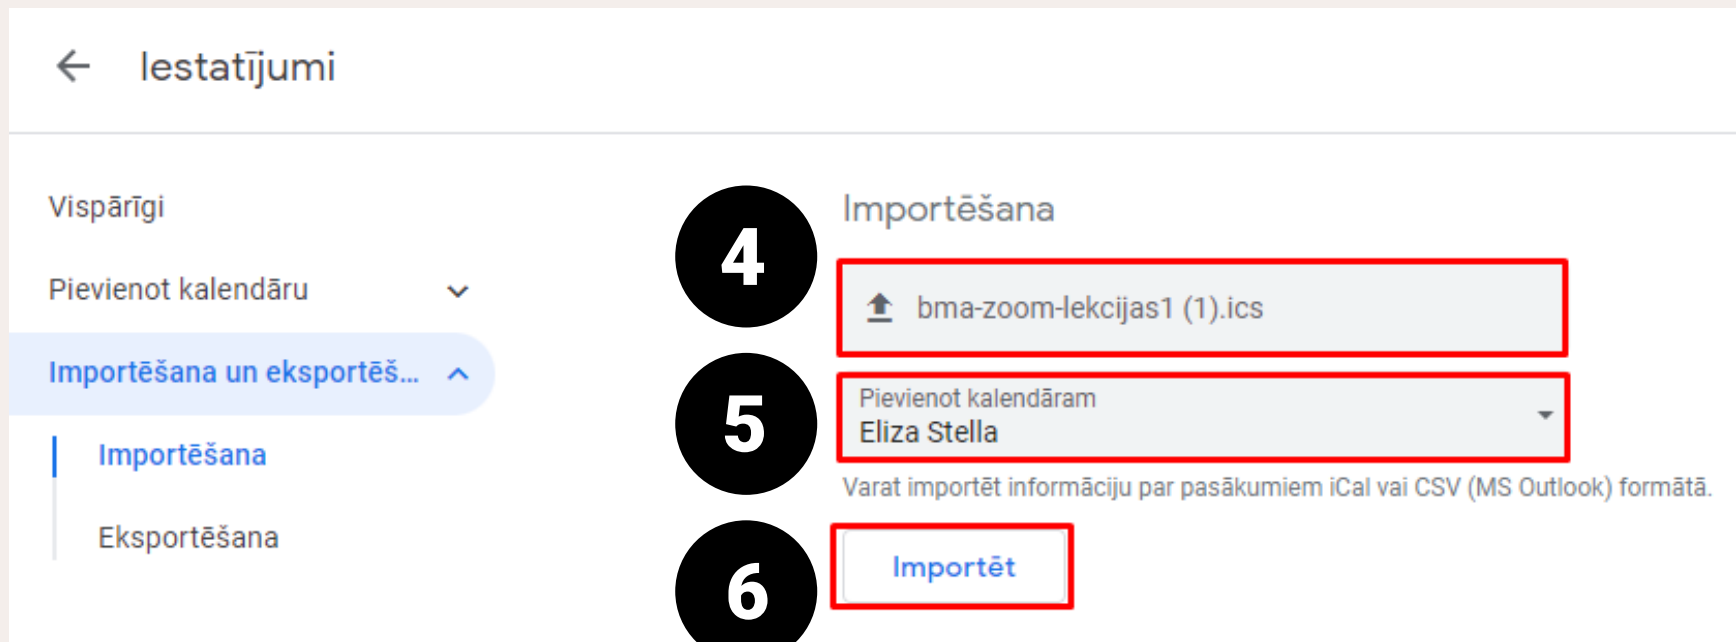 Iestatījumi
Vispārīgi
Pievienot kalendāru
Importēšana un eksportēš...
Importēšana
Eksportēšana
Importēšana
4
bma-zoom-lekcijas1 (1).ics
5
Pievienot kalendāram
Eliza Stella
Varat importēt informāciju par pasākumiem iCal vai CSV (MS Outlook) formātā.
6
Importēt